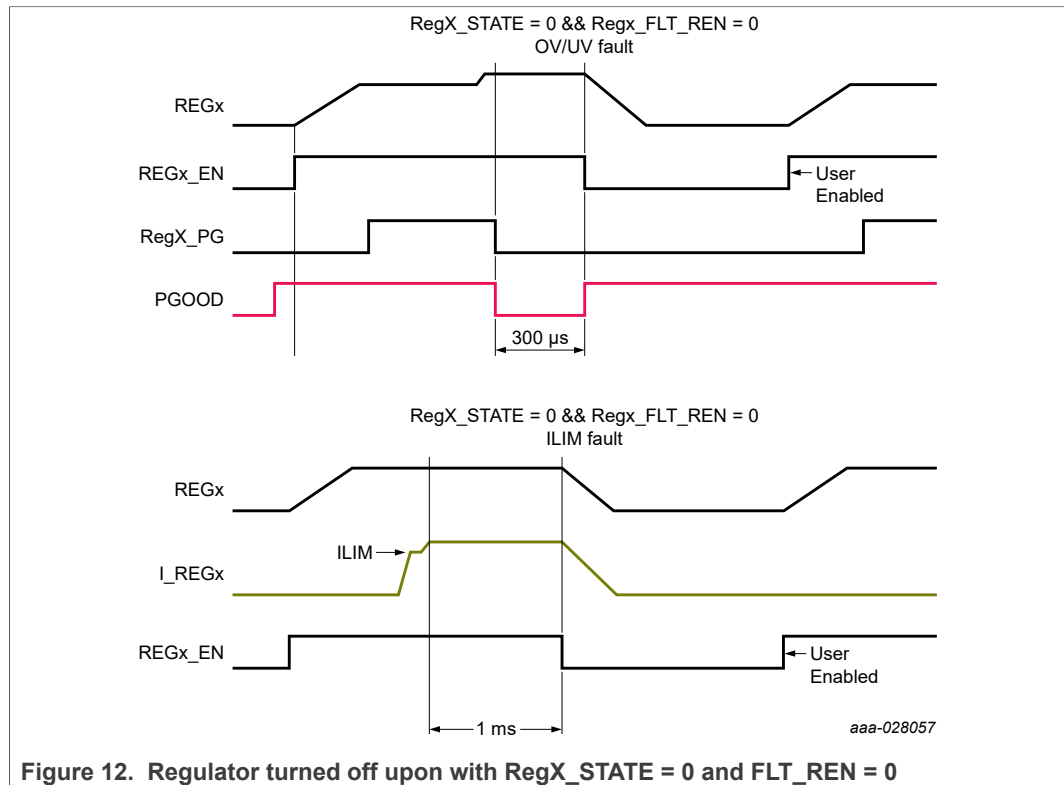 RegX_STATE = 0 && Regx_FLT_REN = 0
OV/UV fault
REGx
REGx_EN
User
Enabled
RegX_PG
PGOOD
300 µs
RegX_STATE = 0 && Regx_FLT_REN = 0
ILIM fault
REGx
ILIM
I_REGx
REGx_EN
User
Enabled
1 ms
aaa-028057
Figure 12. Regulator turned off upon with RegX_STATE = 0 and FLT_REN = 0